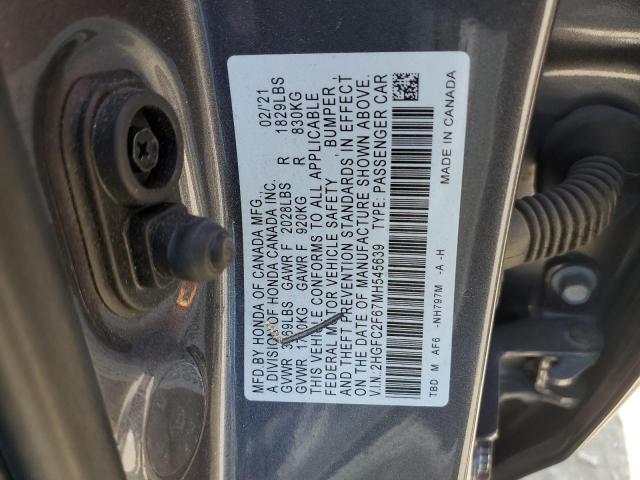 MFD.BY HONDA OF CANADA MFG., 02/21
A DIVISION OF HONDA CANADA INC.
GVWR LBS GAWR F 2028LBS R 1829LBS
GVWR GAWR F 920KG R 830KG
THIS VEHICLE CONFORMS TO ALL APPLICABLE
FEDERAL MOTOR VEHICLE SAFETY, BUMPER,
AND THEFT PREVENTION STANDARDS IN EFFECT
ON THE DATE OF MANUFACTURE SHOWN ABOVE.
V.I.N.:2HGFC2F67MH545639 TYPE: PASSENGER CAR
TBD M AF6 -NH797M -A -H MADE IN CANADA